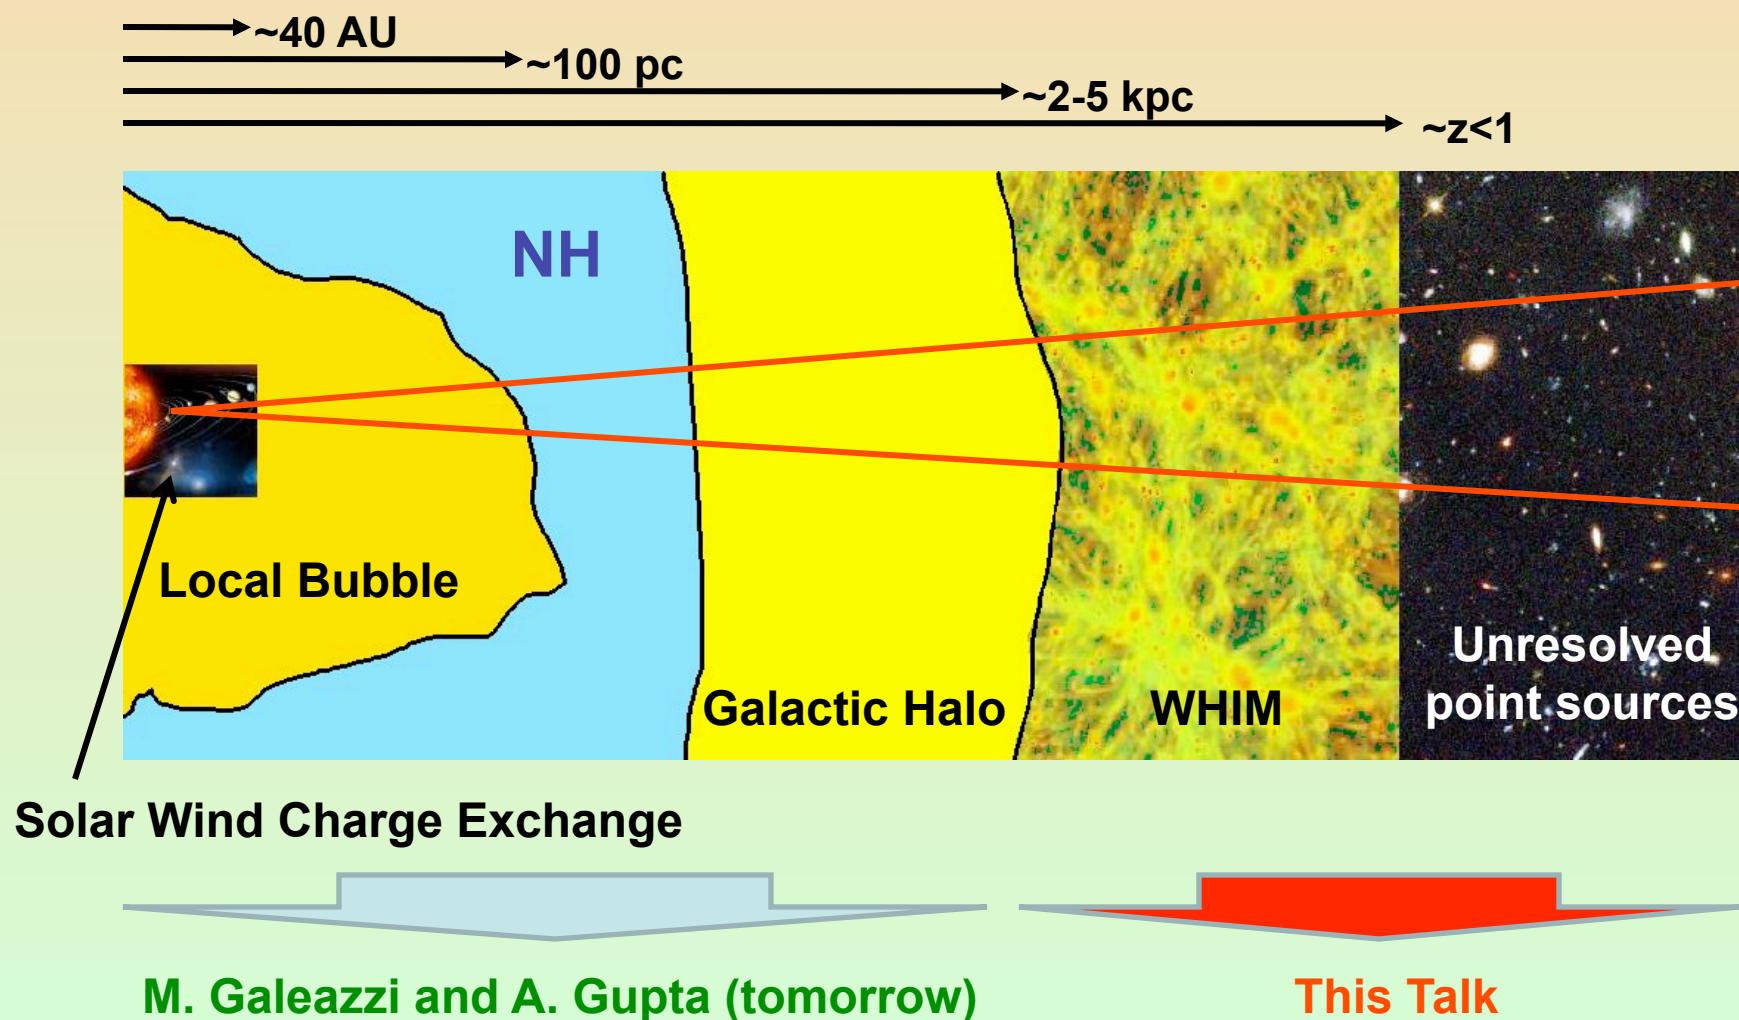 ~40 AU
~100 pc
~2-5 kpc
~z<1
NH
Local Bubble
Galactic Halo
WHIM
Unresolved
point sources
Solar Wind Charge Exchange
M. Galeazzi and A. Gupta (tomorrow)
This Talk